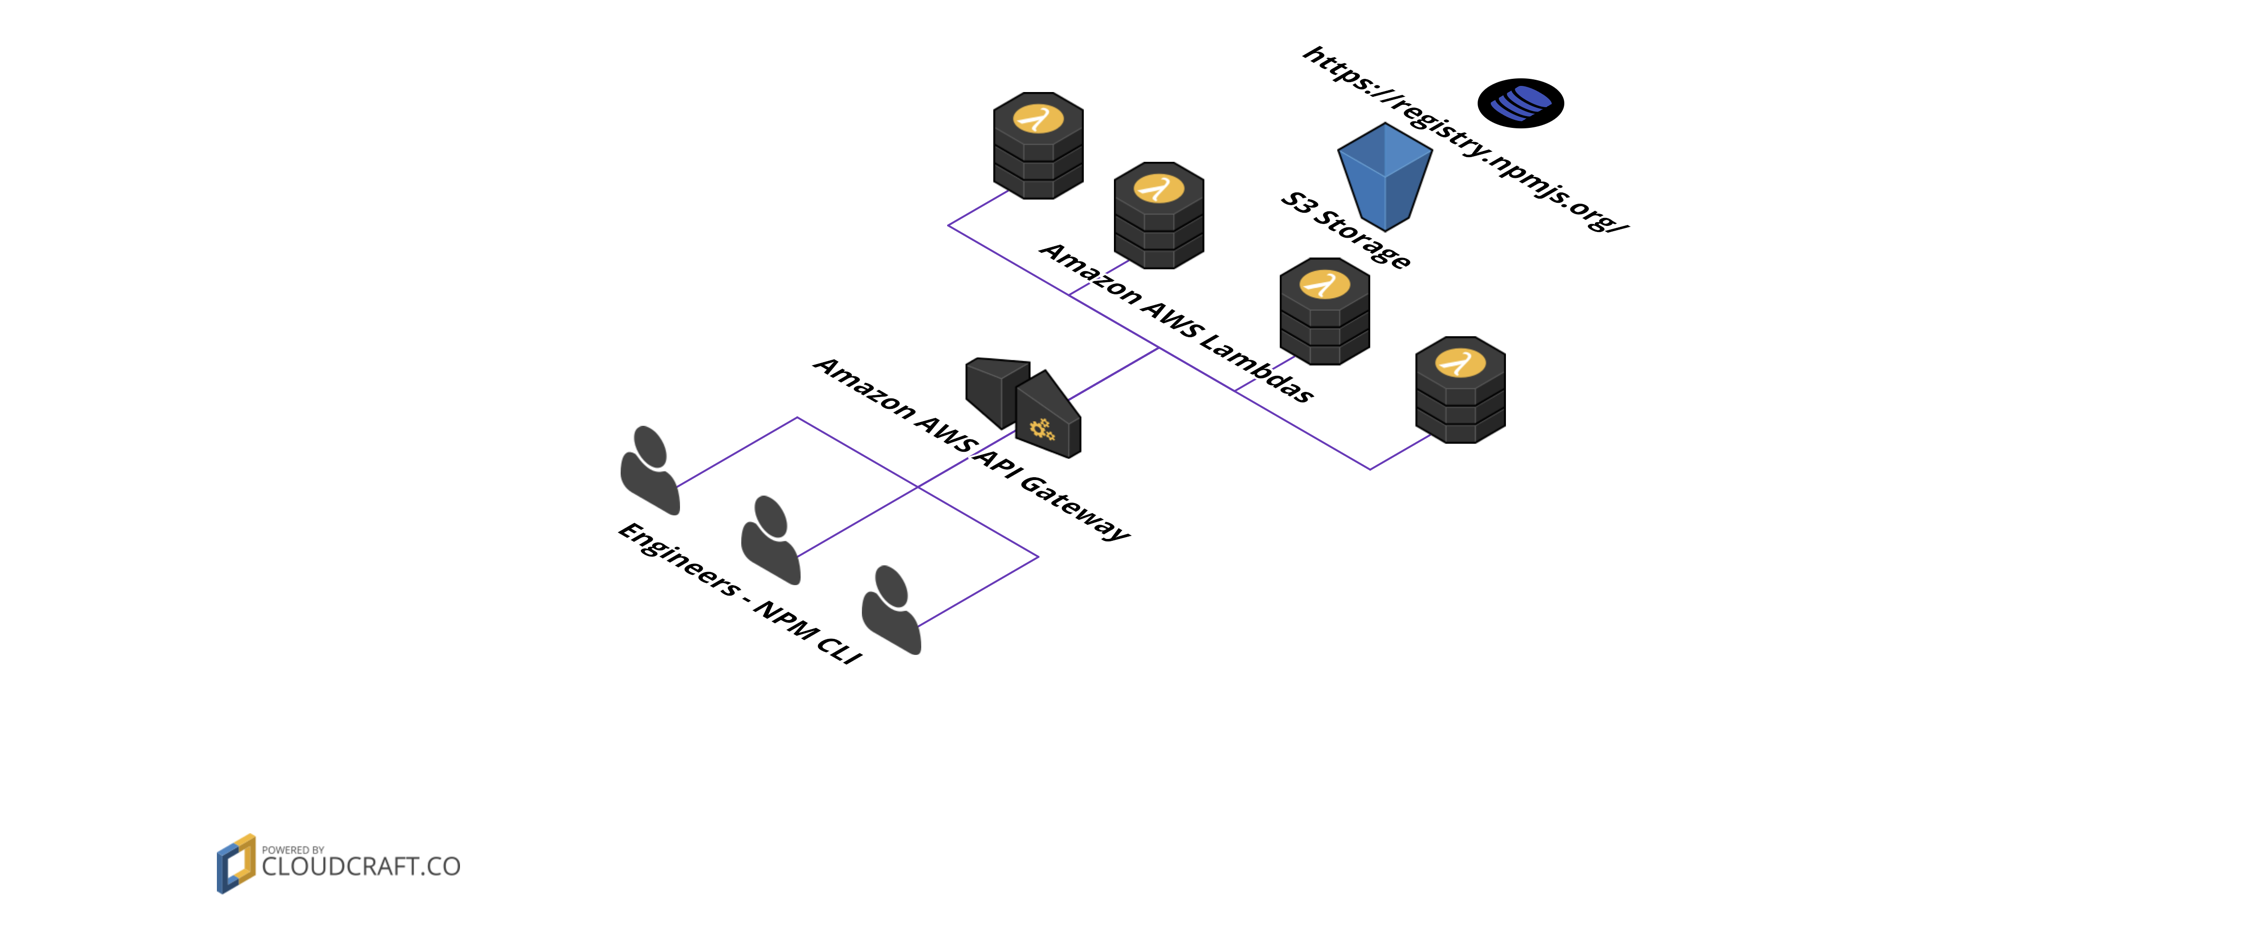 https://registry.npmjs.org/
S3 Storage
Amazon AWS Lambdas
Amazon AWS API Gateway
Engineers - NPM CLI
POWERED BY
CLOUDCRAFT.CO